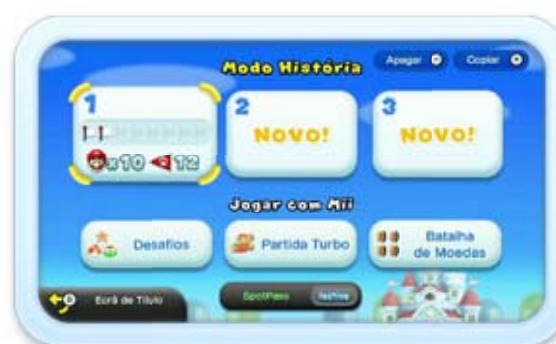 Modo História
Apagar
Copiar
1
x10 12
2
NOVO!
3
NOVO!
Jogar com Mii
Desafios
Partida Turbo
Batalha
de Moedas
Ecrã de Título
SpotPass